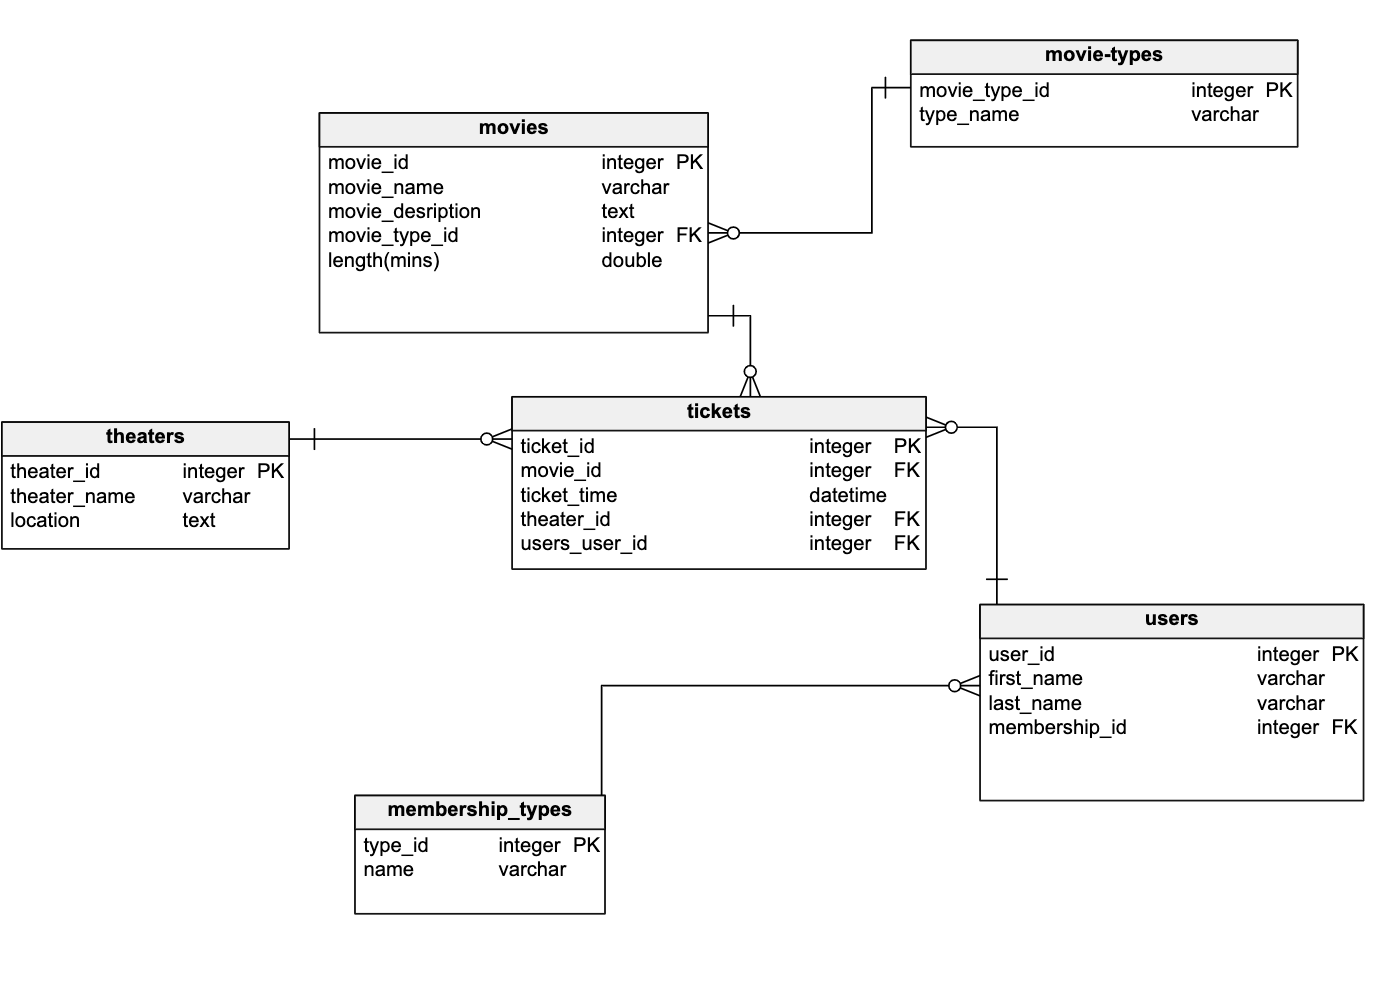 movie-types
movie_type_id integer PK
type_name varchar
movies
movie_id integer PK
movie_name varchar
movie_desription text
movie_type_id integer FK
length(mins) double
tickets
ticket_id integer PK
movie_id integer FK
ticket_time datetime
theater_id integer FK
users_user_id integer FK
theaters
theater_id integer PK
theater_name varchar
location text
users
user_id integer PK
first_name varchar
last_name varchar
membership_id integer FK
membership_types
type_id integer PK
name varchar